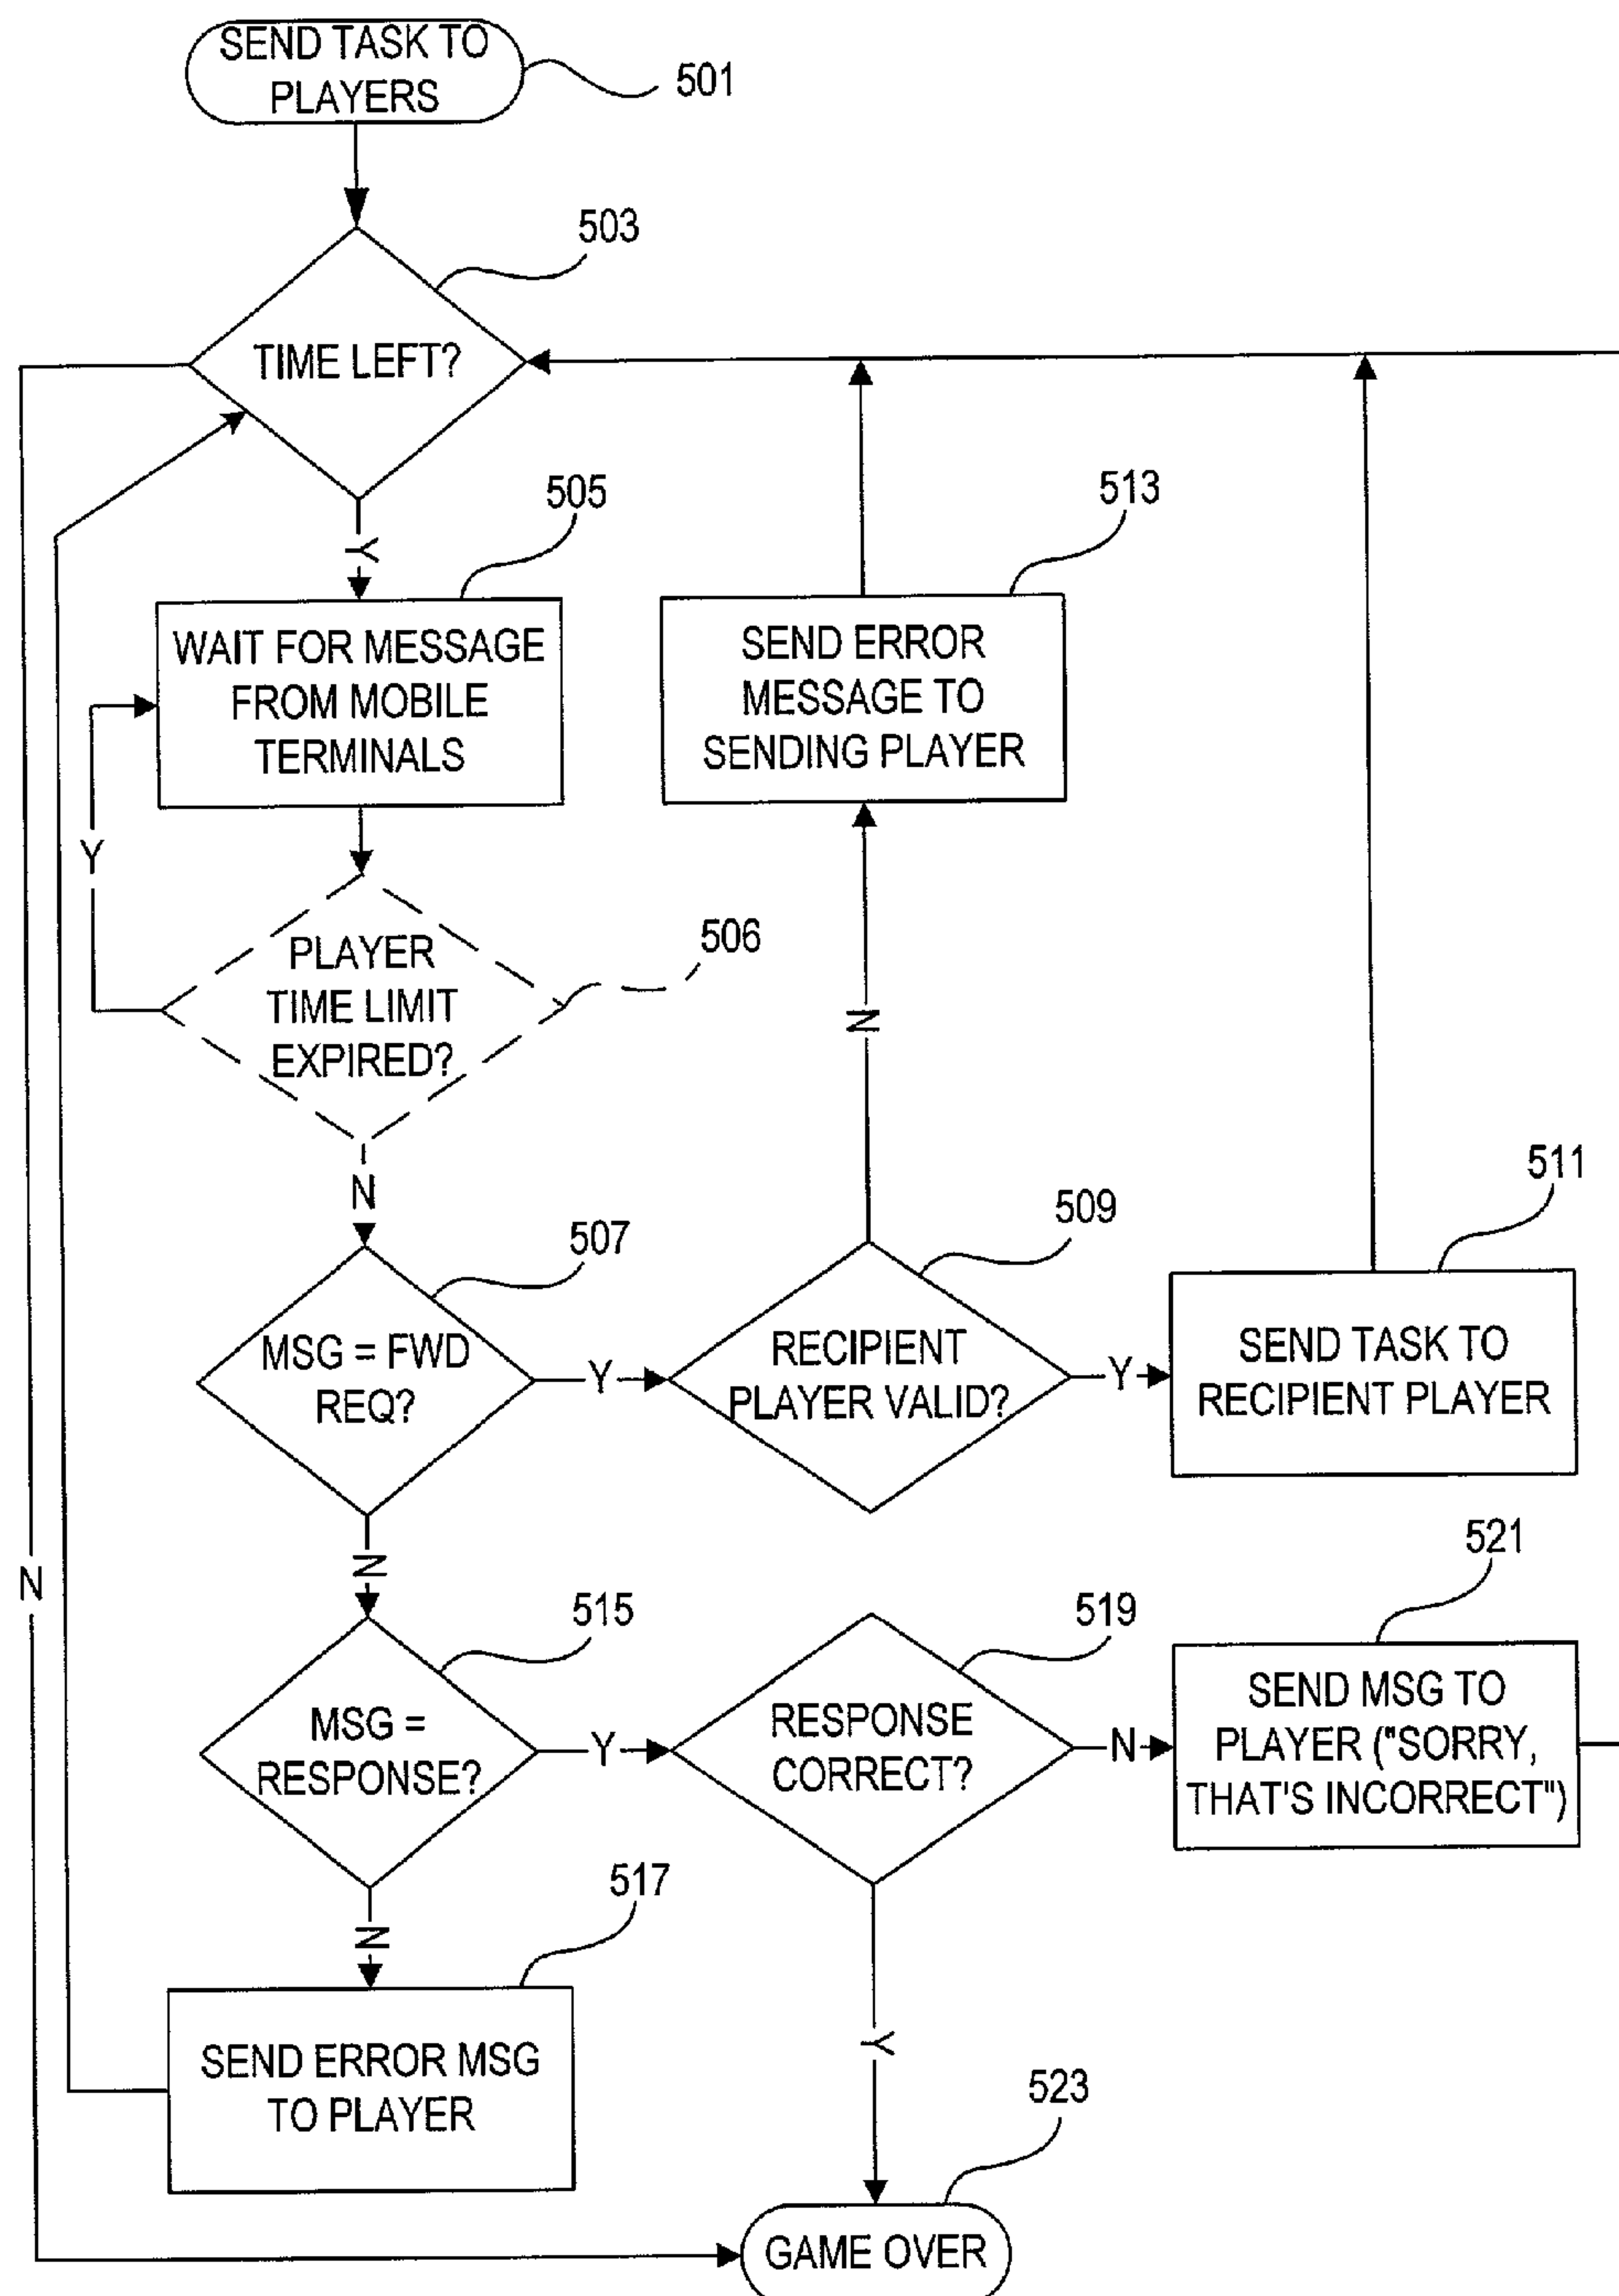 SEND TASK TO
PLAYERS
501
503
TIME LEFT?
Y
505
WAIT FOR MESSAGE
FROM MOBILE
TERMINALS
513
SEND ERROR
MESSAGE TO
SENDING PLAYER
Y
PLAYER
TIME LIMIT
EXPIRED?
506
N
N
507
MSG = FWD
REQ?
Y
509
RECIPIENT
PLAYER VALID?
Y
511
SEND TASK TO
RECIPIENT PLAYER
N
N
515
MSG =
RESPONSE?
Y
519
RESPONSE
CORRECT?
N
521
SEND MSG TO
PLAYER ("SORRY,
THAT'S INCORRECT")
N
517
SEND ERROR MSG
TO PLAYER
Y
523
GAME OVER